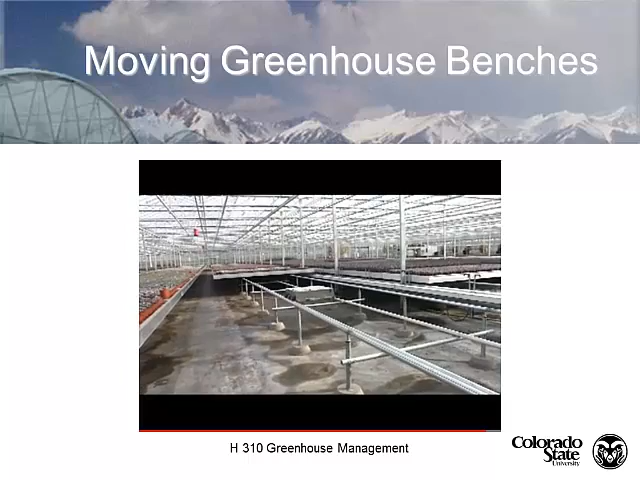 Moving Greenhouse Benches
H 310 Greenhouse Management
Colorado
State
University